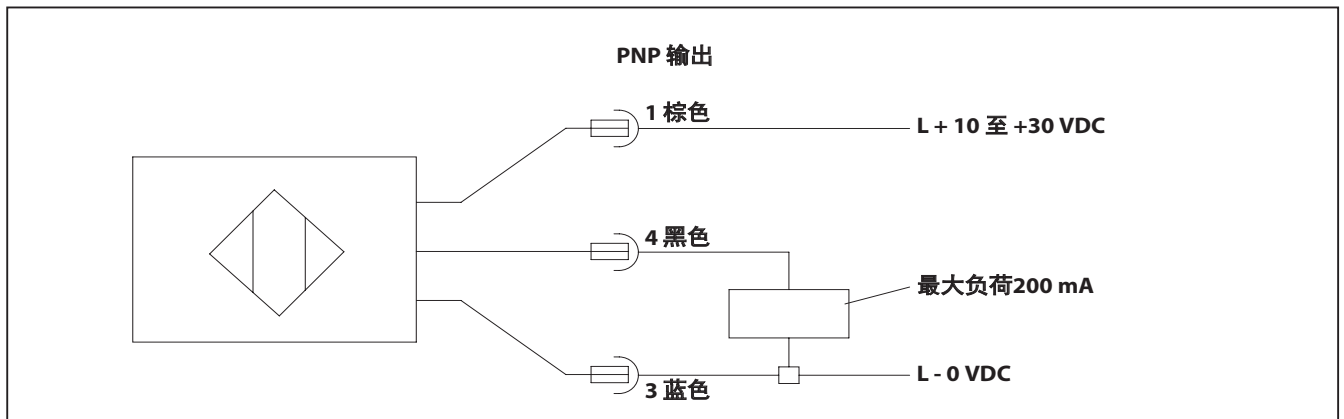 PNP 输出
1 棕色
L + 10 至 +30 VDC
4 黑色
最大负荷200 mA
L - 0 VDC
3 蓝色